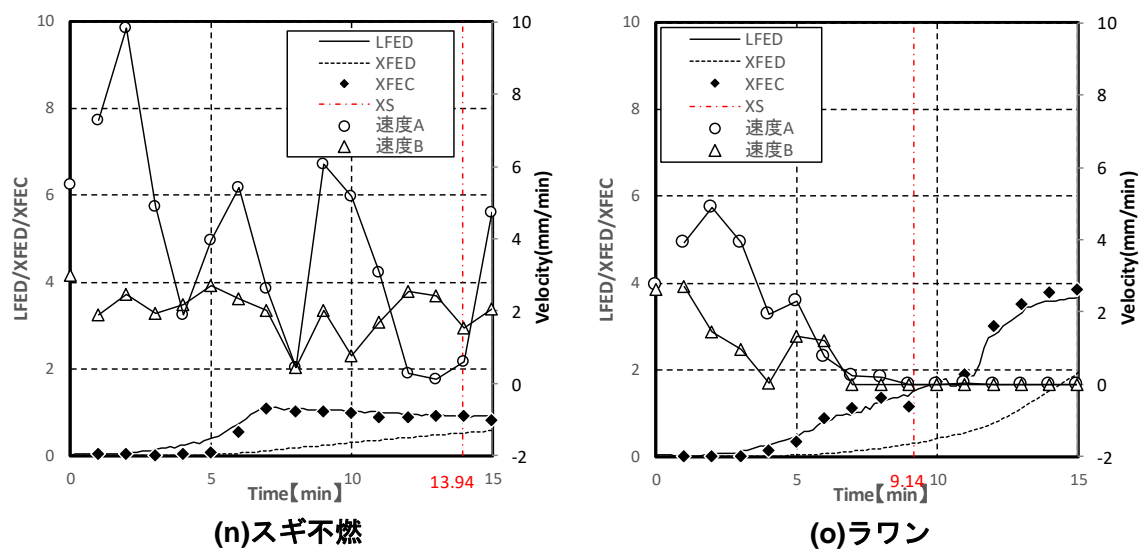 10
8
6
4
2
0
LFED/XFED/XFEC
LFED
XFED
XFEC
XS
速度A
速度B
10
8
6
4
2
0
-2
Velocity(mm/min)
0
5
10
15
13.94
Time【min】
(n)スギ不燃
10
8
6
4
2
0
LFED/XFED/XFEC
LFED
XFED
XFEC
XS
速度A
速度B
10
8
6
4
2
0
-2
Velocity(mm/min)
0
5
10
15
9.14
Time【min】
(o)ラワン